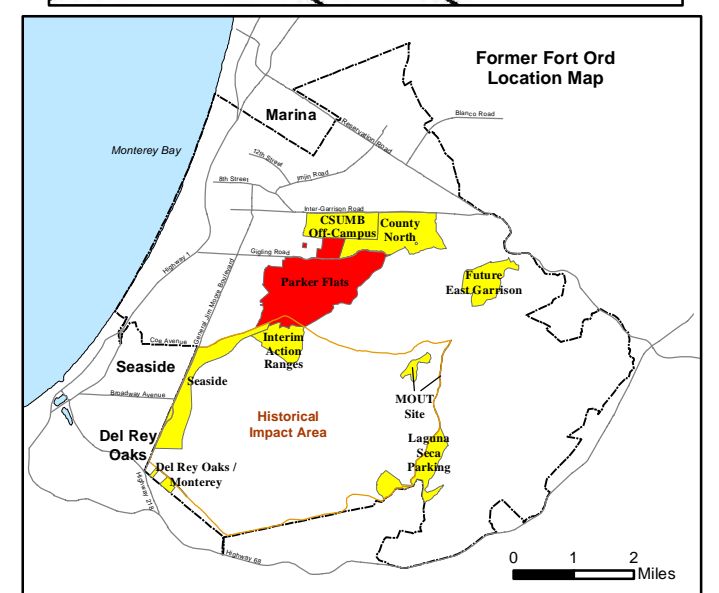 Former Fort Ord
Location Map
Marina
Blanco Road
Reservation Road
Monterey Bay
12th Street
Imjin Road
8th Street
Inter-Garrison Road
CSUMB
Off-Campus
County
North
Gigling Road
Highway 1
General Jim Moore Boulevard
Parker Flats
Future
East Garrison
Coe Avenue
Interim
Action
Ranges
Seaside
Seaside
Broadway Avenue
MOUT
Site
Historical
Impact Area
Del Rey
Oaks
Laguna
Seca
Parking
Del Rey Oaks /
Monterey
Highway 218
Highway 68
0 1 2
Miles